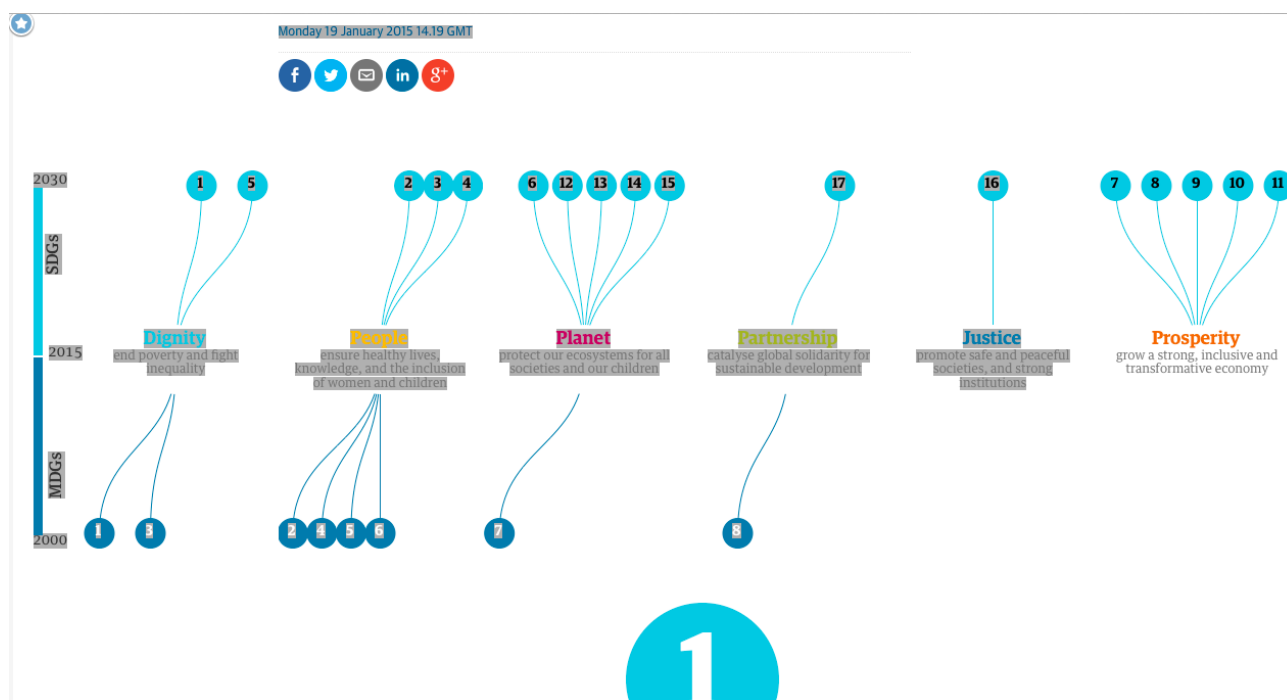 Monday 19 January 2015 14.19 GMT
f in g+
2030
1 5 2 3 4 6 12 13 14 15 17 16 7 8 9 10 11
SDGs
Dignity
end poverty and fight
inequality
People
ensure healthy lives,
knowledge, and the inclusion
of women and children
Planet
protect our ecosystems for all
societies and our children
Partnership
catalyse global solidarity for
sustainable development
Justice
promote safe and peaceful
societies, and strong
institutions
Prosperity
grow a strong, inclusive and
transformative economy
2015
MDGs
1 3 2 4 5 6 7 8
2000
1